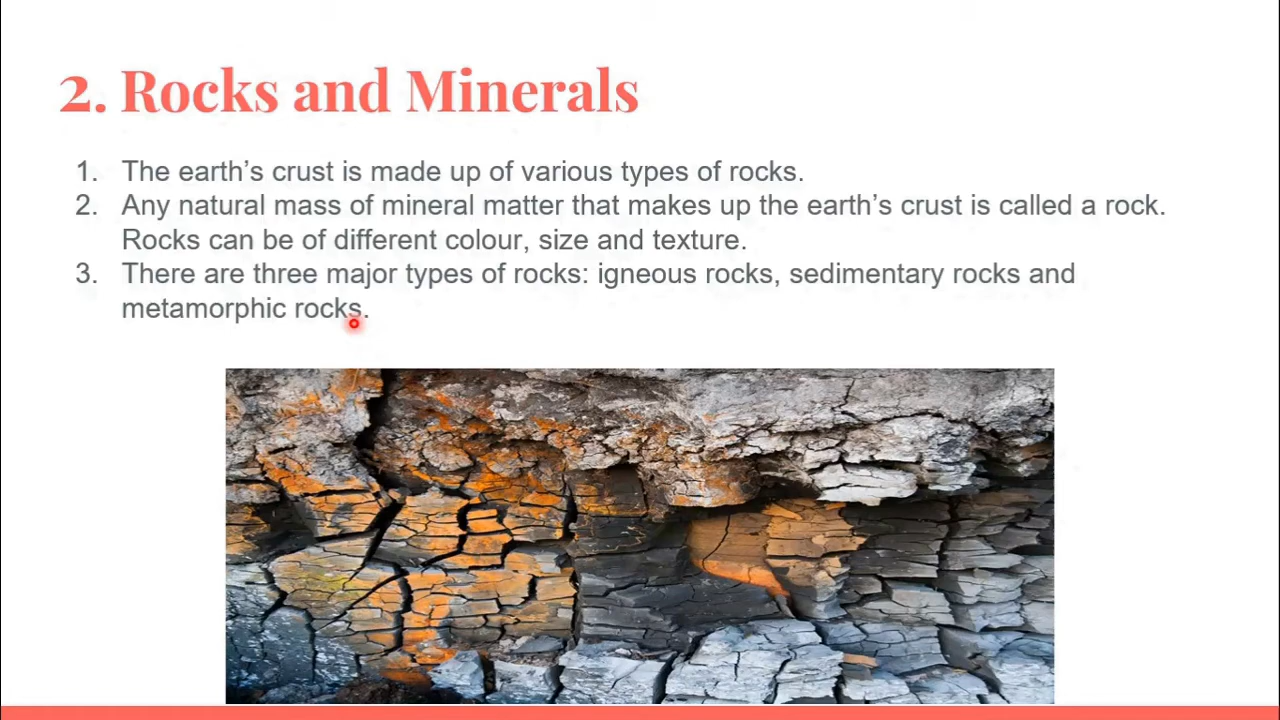 2. Rocks and Minerals
1. The earth’s crust is made up of various types of rocks.
2. Any natural mass of mineral matter that makes up the earth’s crust is called a rock.
Rocks can be of different colour, size and texture.
3. There are three major types of rocks: igneous rocks, sedimentary rocks and
metamorphic rocks.